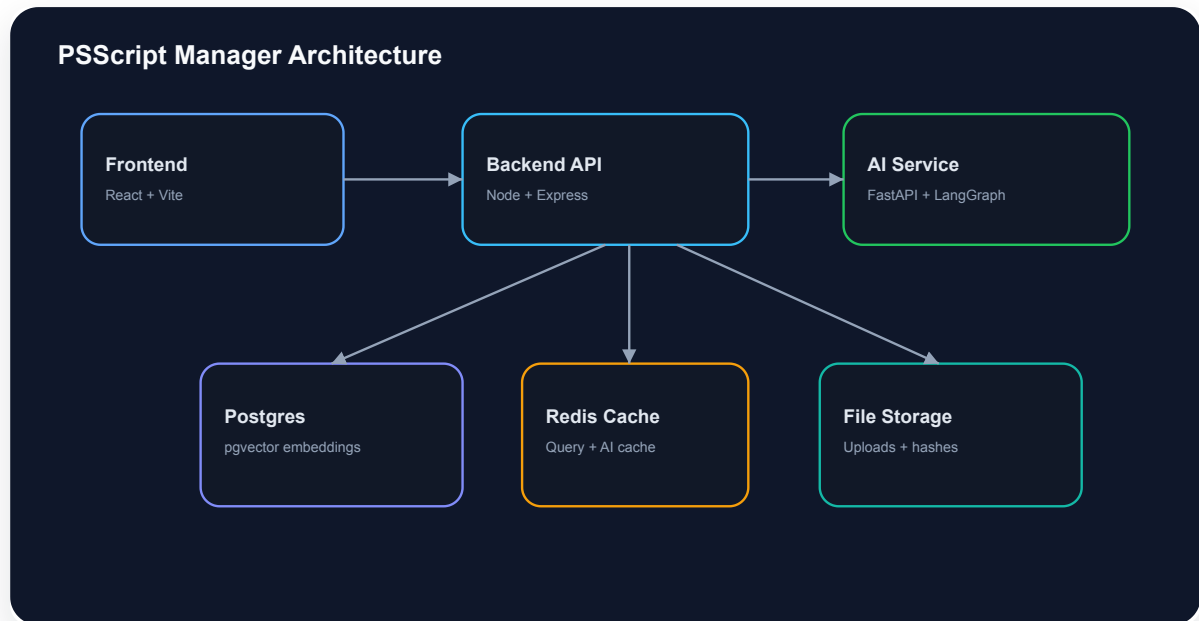 PSScript Manager Architecture
Frontend
React + Vite
Backend API
Node + Express
AI Service
FastAPI + LangGraph
Postgres
pgvector embeddings
Redis Cache
Query + AI cache
File Storage
Uploads + hashes